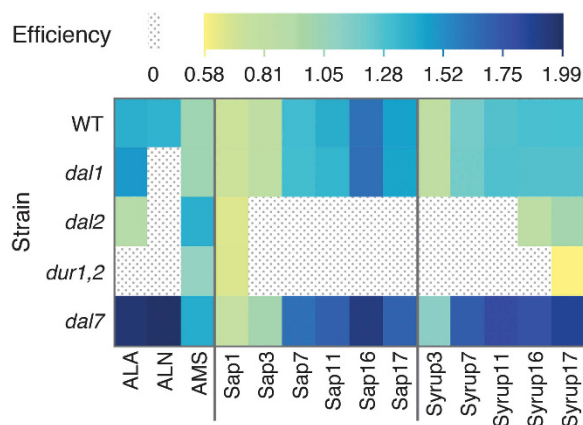 Efficiency
0 0.58 0.81 1.05 1.28 1.52 1.75 1.99
Strain
WT
dal1
dal2
dur1,2
dal7
ALA ALN AMS Sap1 Sap3 Sap7 Sap11 Sap16 Sap17 Syrup3 Syrup7 Syrup11 Syrup16 Syrup17